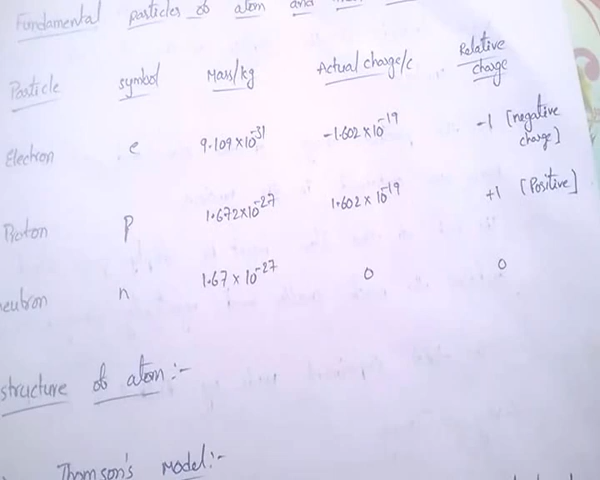 Fundamental particles of atom and
Particle symbol Mass/kg Actual charge/c Relative charge
Electron e 9.109×10^-31 -1.602×10^-19 -1 [negative charge]
Proton p 1.672×10^-27 1.602×10^-19 +1 [Positive]
eutron n 1.67×10^-27 0 0
structure of atom:-
Thomson's Model:-